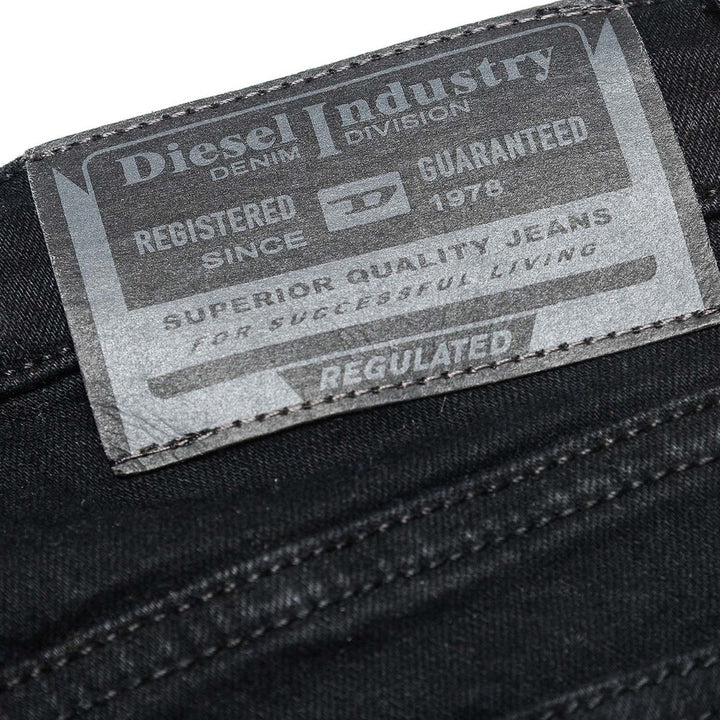 Diesel Industry
DENIM DIVISION
REGISTERED D GUARANTEED
SINCE 1978
SUPERIOR QUALITY JEANS
FOR SUCCESSFUL LIVING
REGULATED